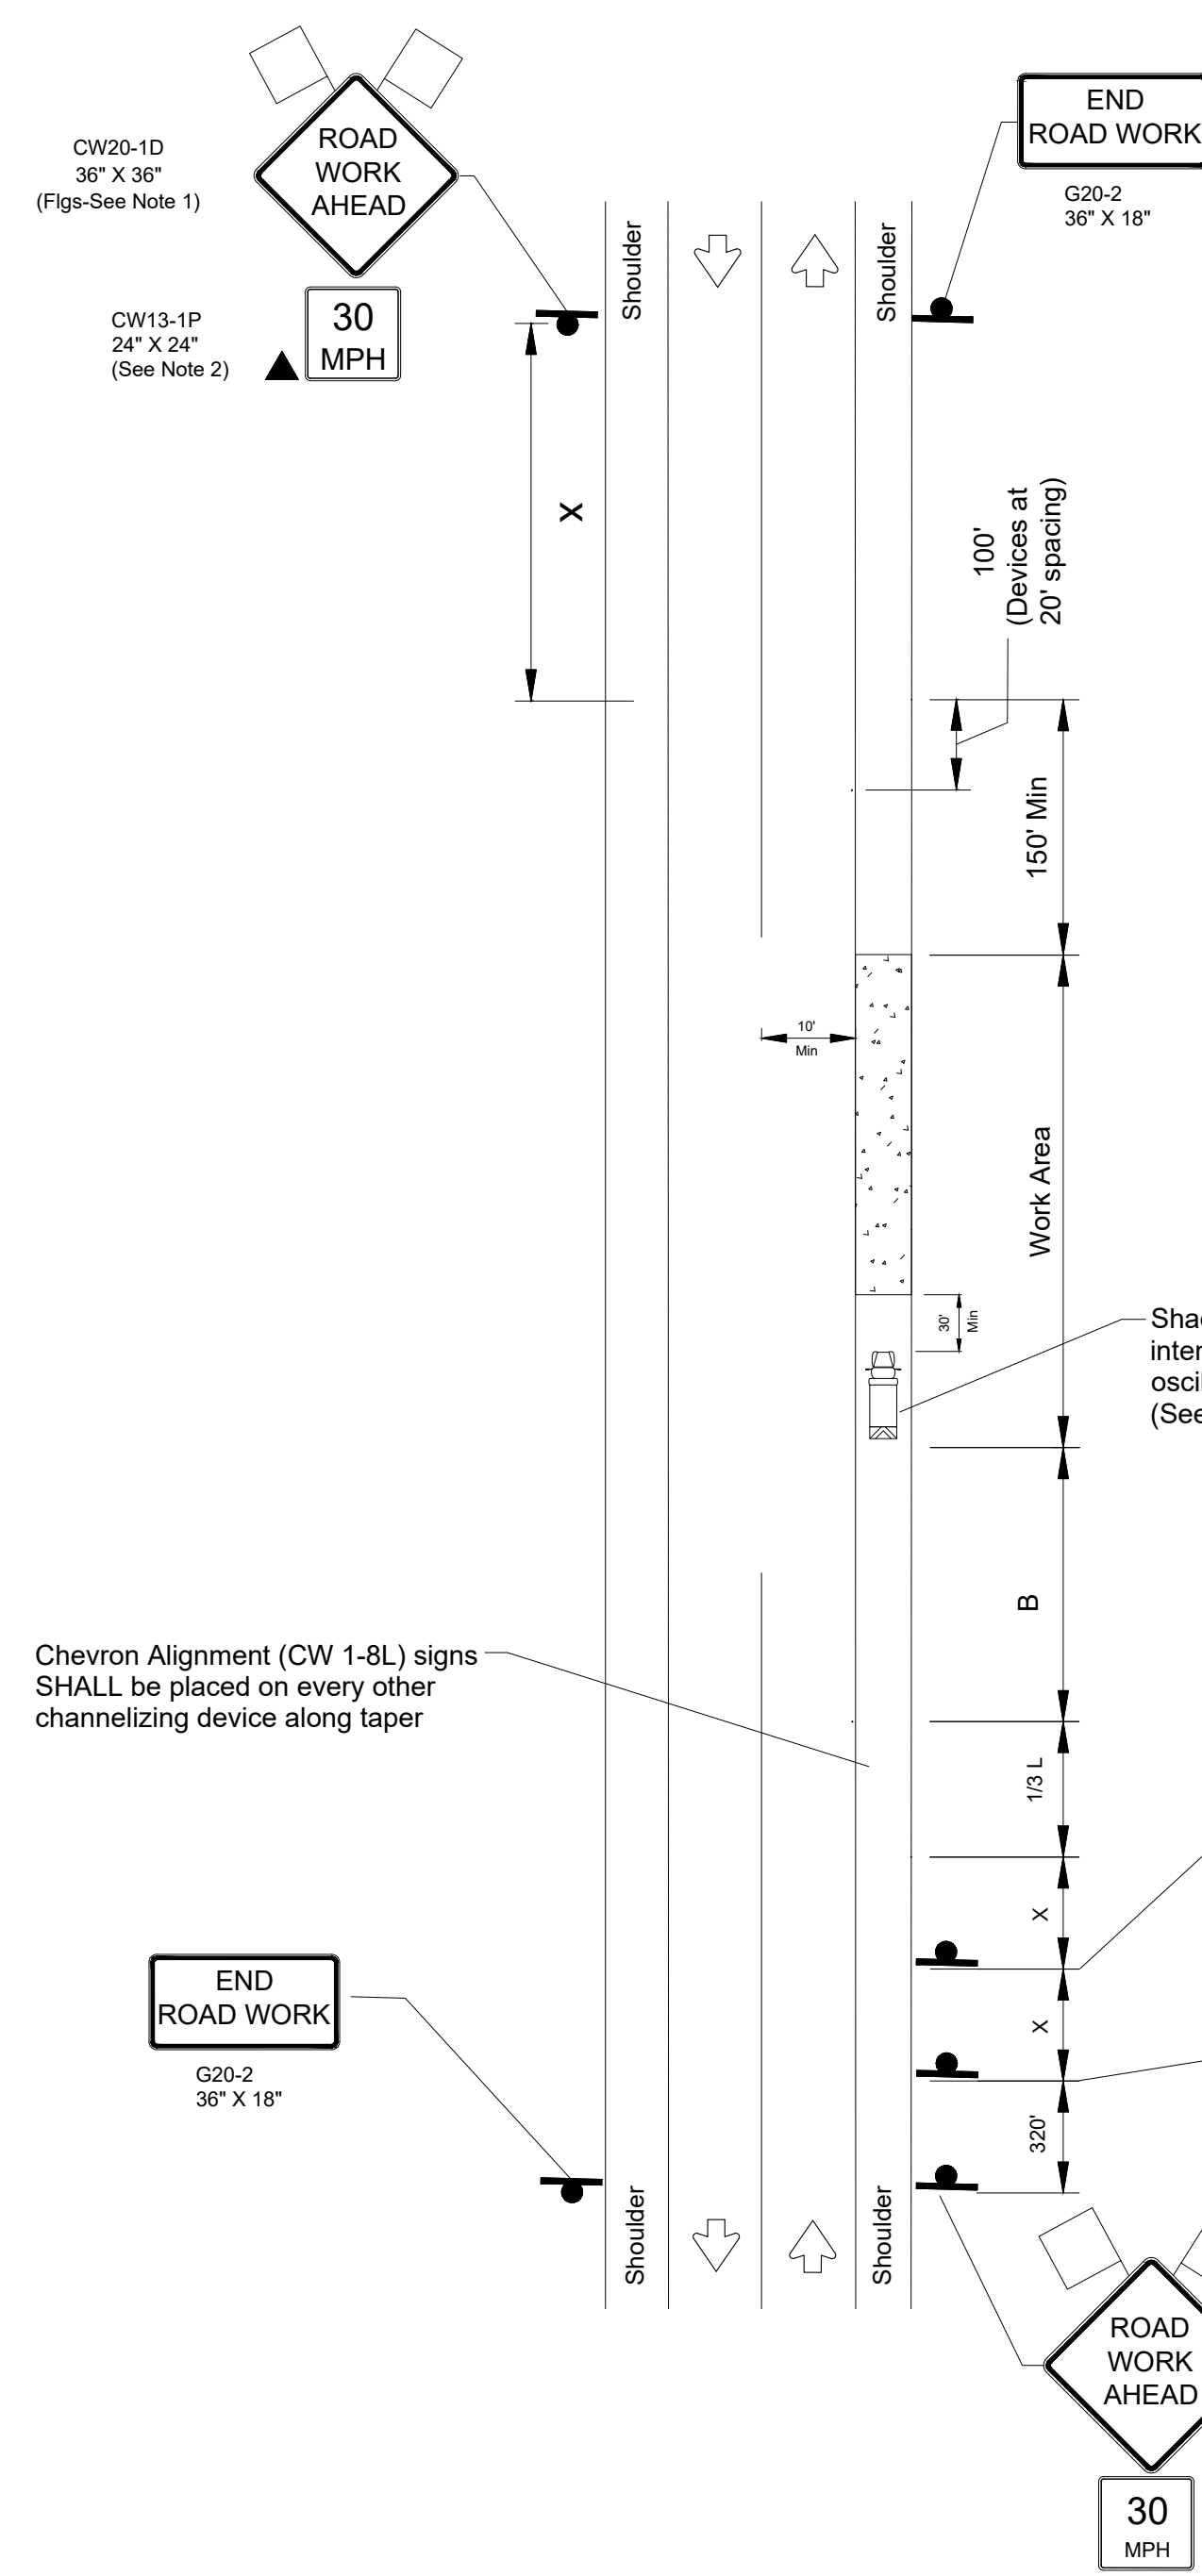 ROAD
WORK
AHEAD
CW20-1D
36" X 36"
(Flgs-See Note 1)
CW13-1P
24" X 24"
(See Note 2)
30
MPH
END
ROAD WORK
G20-2
36" X 18"
Shoulder
Shoulder
X
100'
(Devices at
20' spacing)
150' Min
10'
Min
Work Area
30'
Min
(See
B
Chevron Alignment (CW 1-8L) signs
SHALL be placed on every other
channelizing device along taper
1/3 L
X
X
320'
END
ROAD WORK
G20-2
36" X 18"
Shoulder
Shoulder
ROAD
WORK
AHEAD
30
MPH